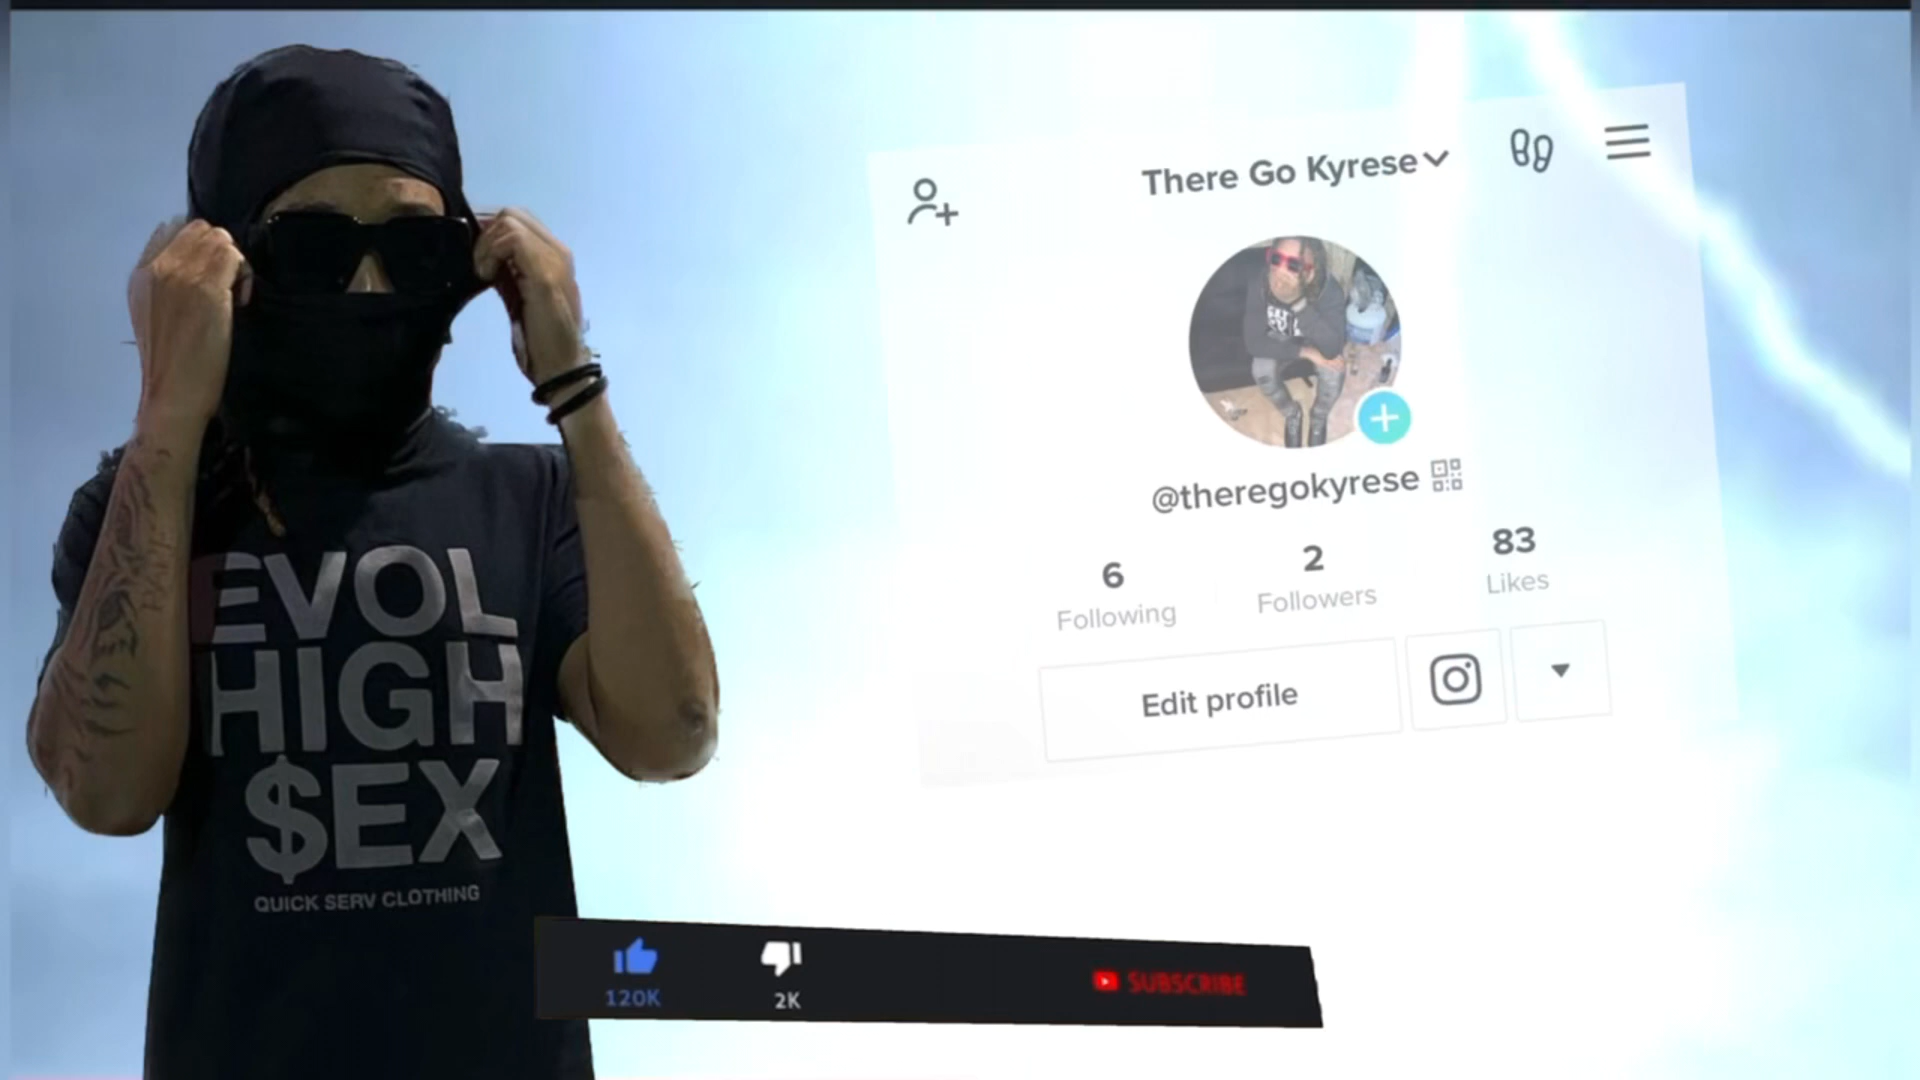 There Go Kyrese
@theregokyrese
6
Following
2
Followers
83
Likes
Edit profile
EVOL
HIGH
$EX
QUICK SERV CLOTHING
120K
2K
SUBSCRIBE